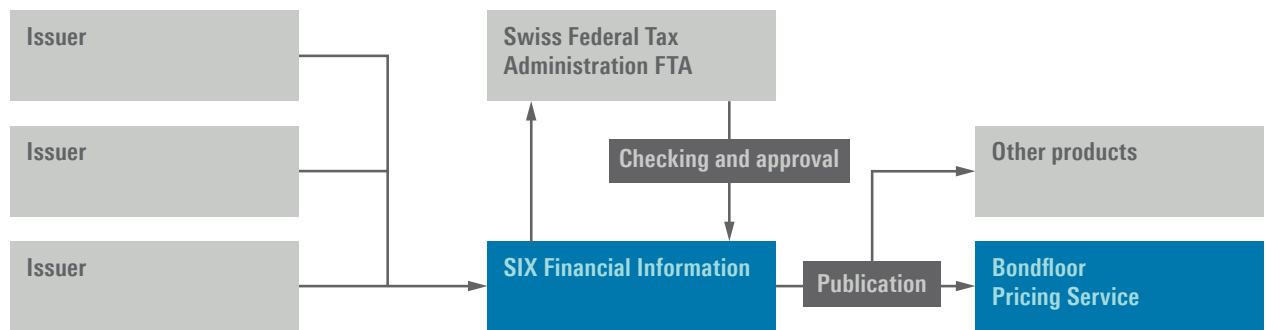 Issuer
Swiss Federal Tax
Administration FTA
Issuer
Checking and approval
Other products
Issuer
SIX Financial Information
Publication
Bondfloor
Pricing Service